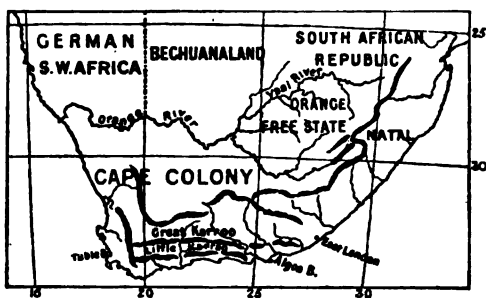 GERMAN
S.W. AFRICA
BECHUANALAND
SOUTH AFRICAN
REPUBLIC
25
Vaal River
ORANGE
FREE STATE
Orange River
NATAL
30
CAPE COLONY
Great Karroo
Little Karroo
Table B.
Algoa B.
East London
15
20
25
30